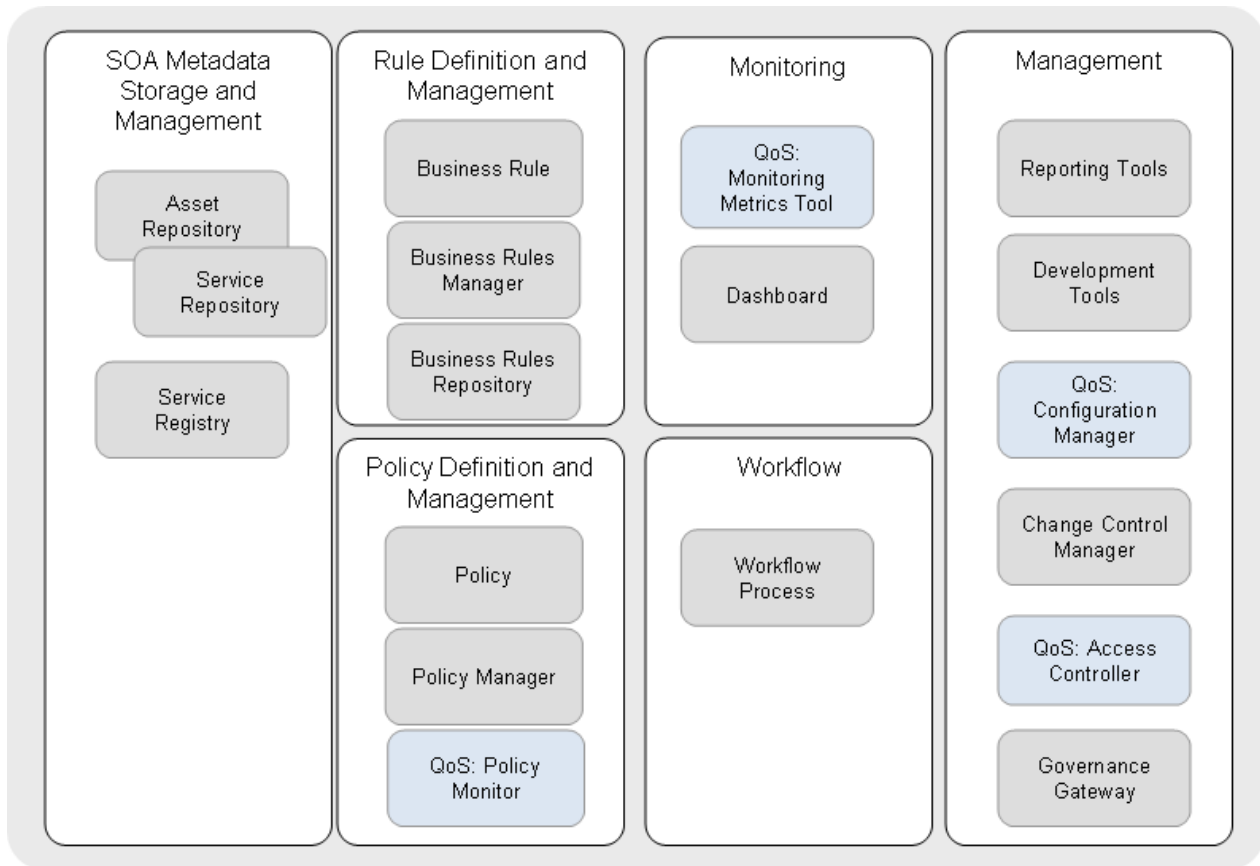 SOA Metadata
Storage and
Management
Asset
Repository
Service
Repository
Service
Registry
Rule Definition and
Management
Business Rule
Business Rules
Manager
Business Rules
Repository
Policy Definition and
Management
Policy
Policy Manager
QoS: Policy
Monitor
Monitoring
QoS:
Monitoring
Metrics Tool
Dashboard
Workflow
Workflow
Process
Management
Reporting Tools
Development
Tools
QoS:
Configuration
Manager
Change Control
Manager
QoS: Access
Controller
Governance
Gateway